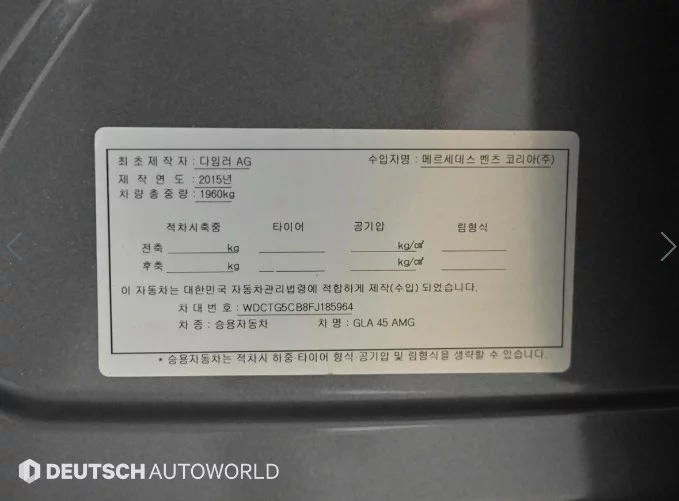 최초제작자 : 다임러 AG 수입자명 : 메르세데스 벤츠 코리아(주)
제 작 연 도 : 2015년
차량총중량 : 1960kg
적차시축중 타이어 공기압 림형식
전축 kg kg/㎠
후축 kg kg/㎠
이 자동차는 대한민국 자동차관리법령에 적합하게 제작(수입) 되었습니다.
차 대 번 호 : WDCTG5CB8FJ185964
차 종 : 승용자동차 차 명 : GLA 45 AMG
* 승용자동차는 적차시 하중·타이어 형식·공기압 및 림형식을 생략할 수 있습니다.
DEUTSCH AUTOWORLD